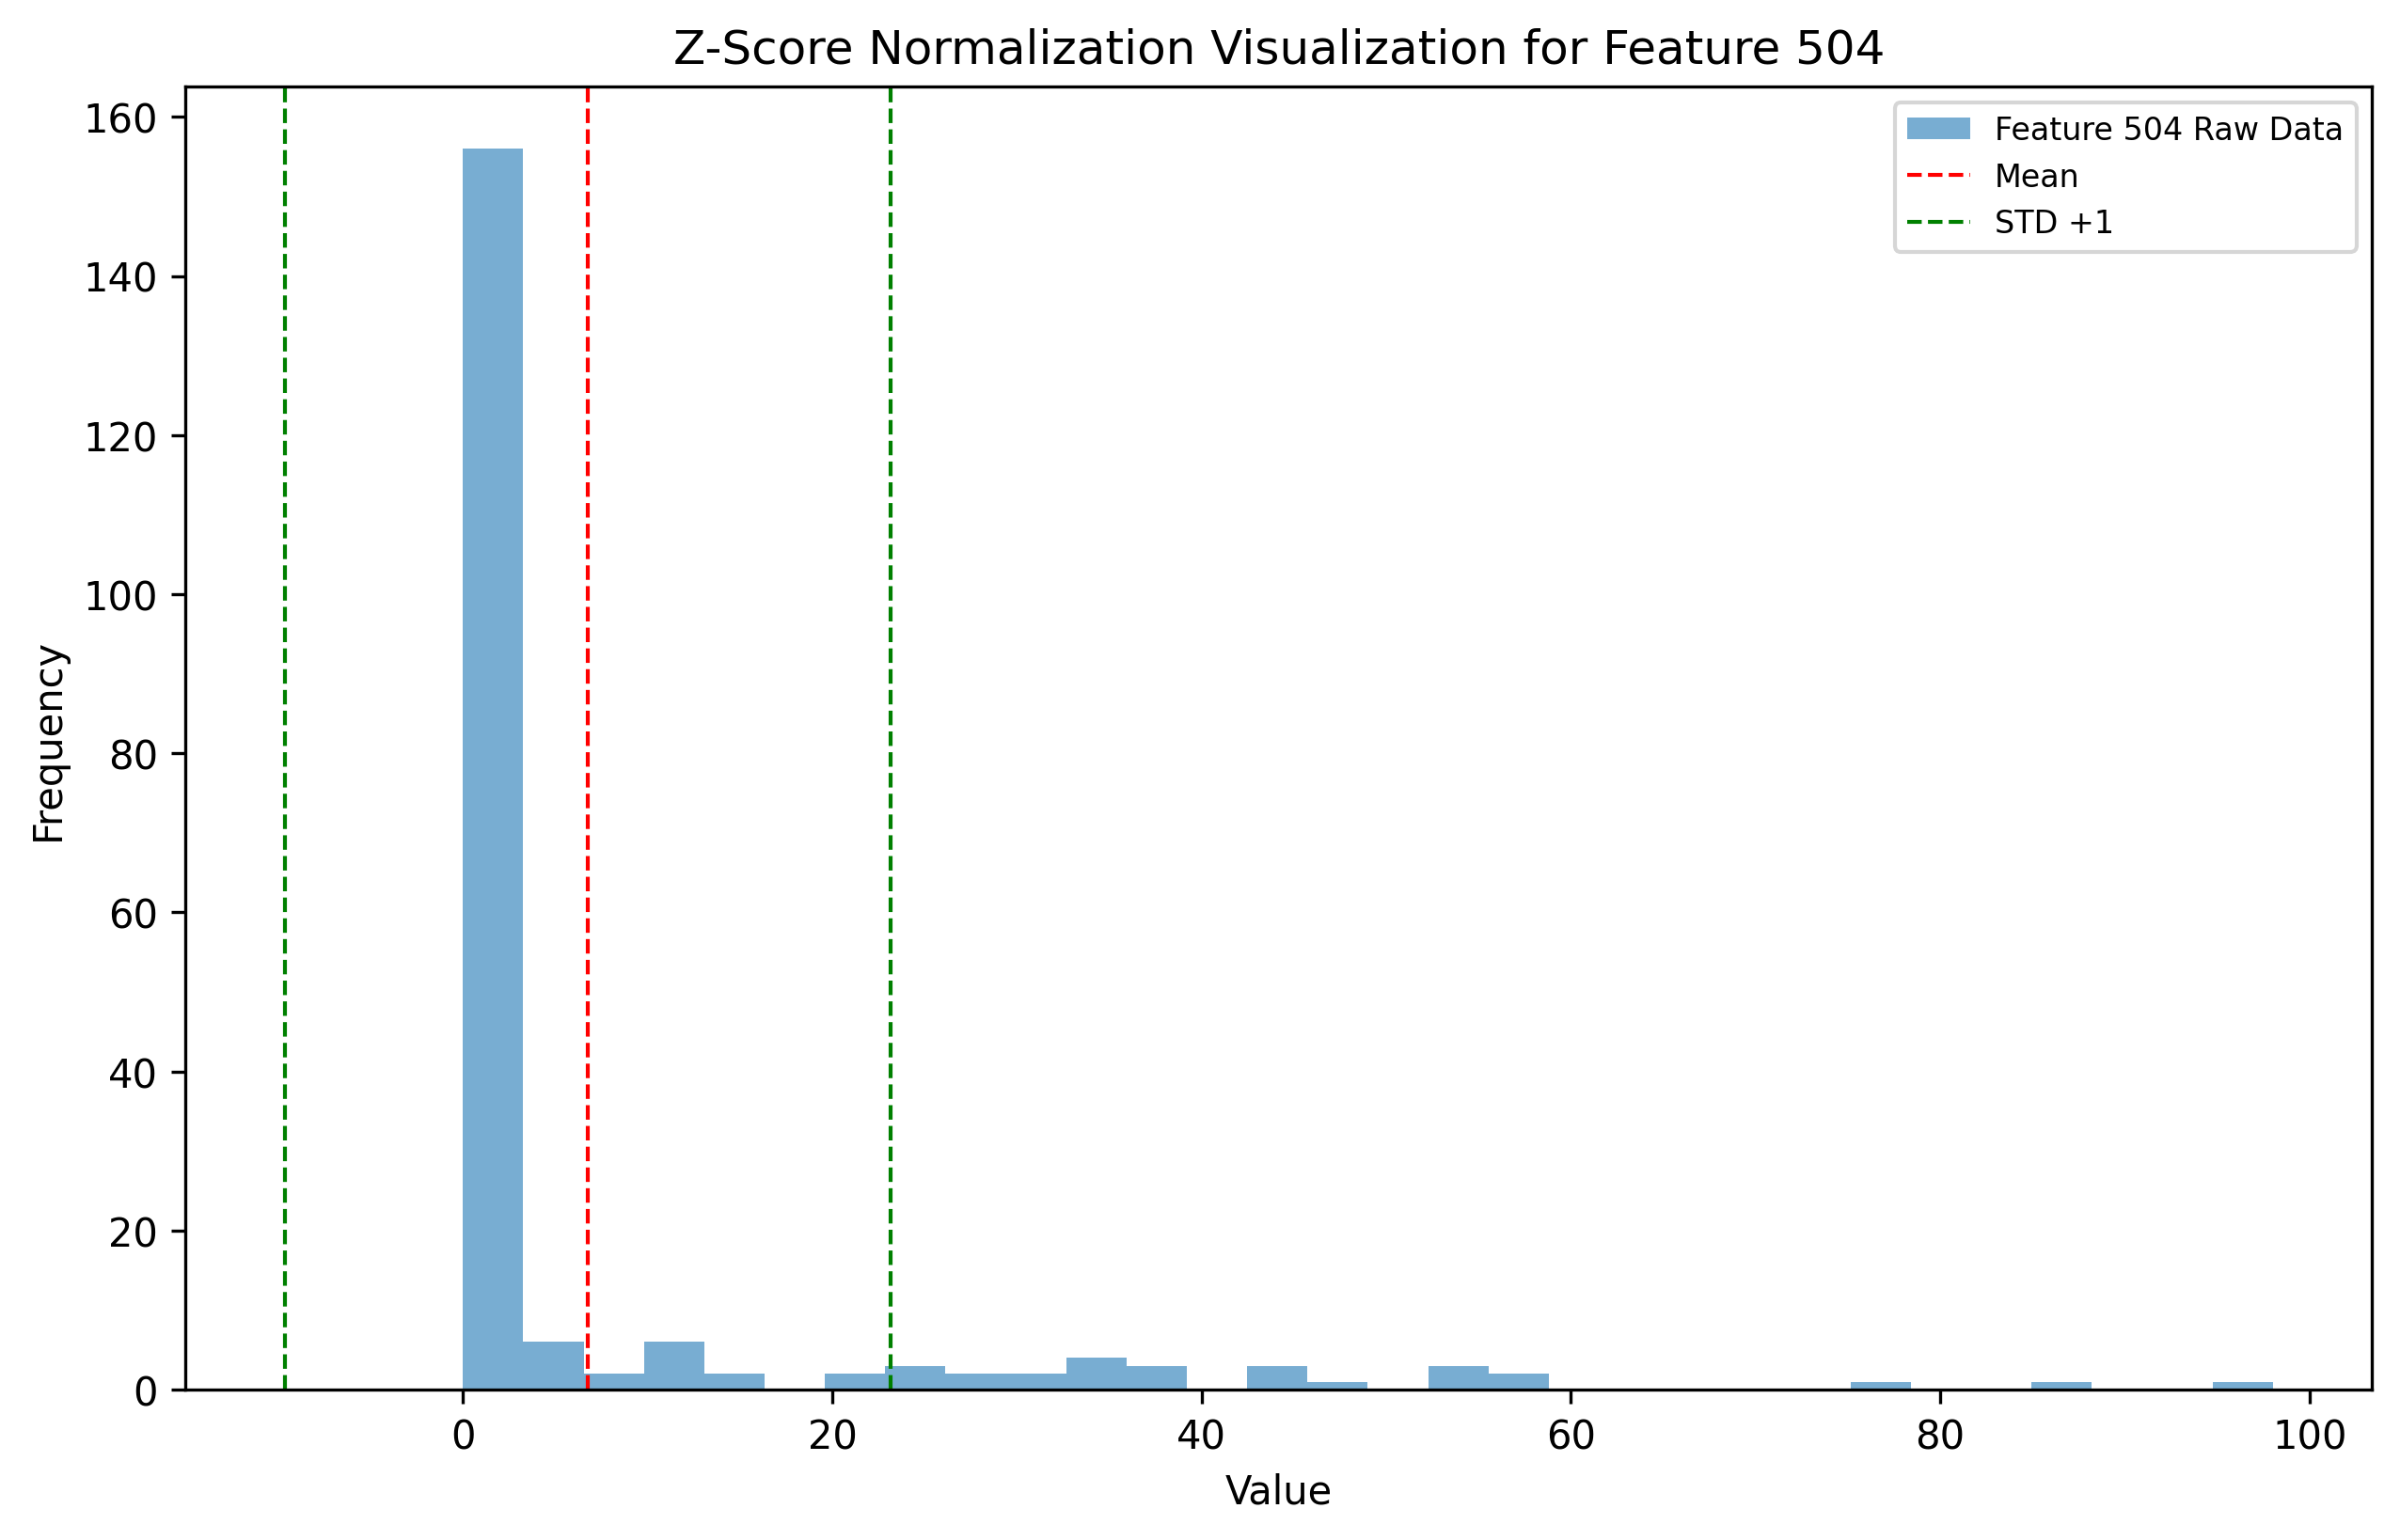 Z-Score Normalization Visualization for Feature 504
Feature 504 Raw Data
Mean
STD +1
160
140
120
100
80
60
40
20
0
Frequency
0 20 40 60 80 100
Value